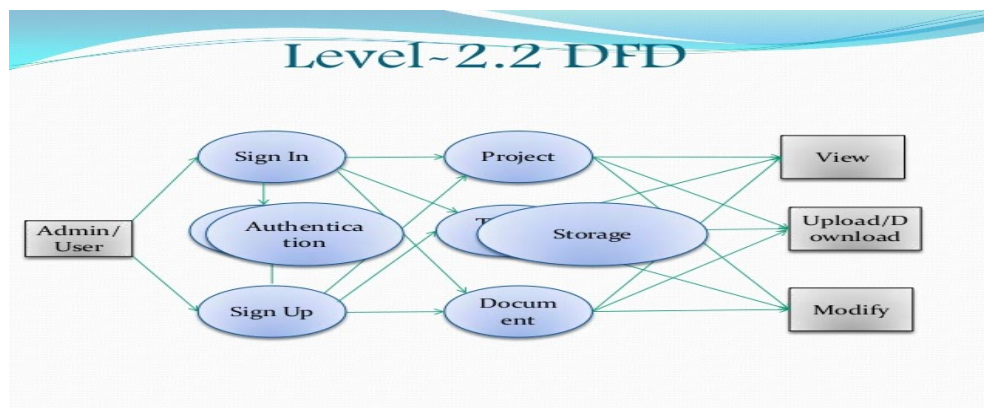 Level-2.2 DFD
Sign In
Project
View
Admin/
User
Authentica
tion
Storage
Upload/D
ownload
Sign Up
Docum
ent
Modify